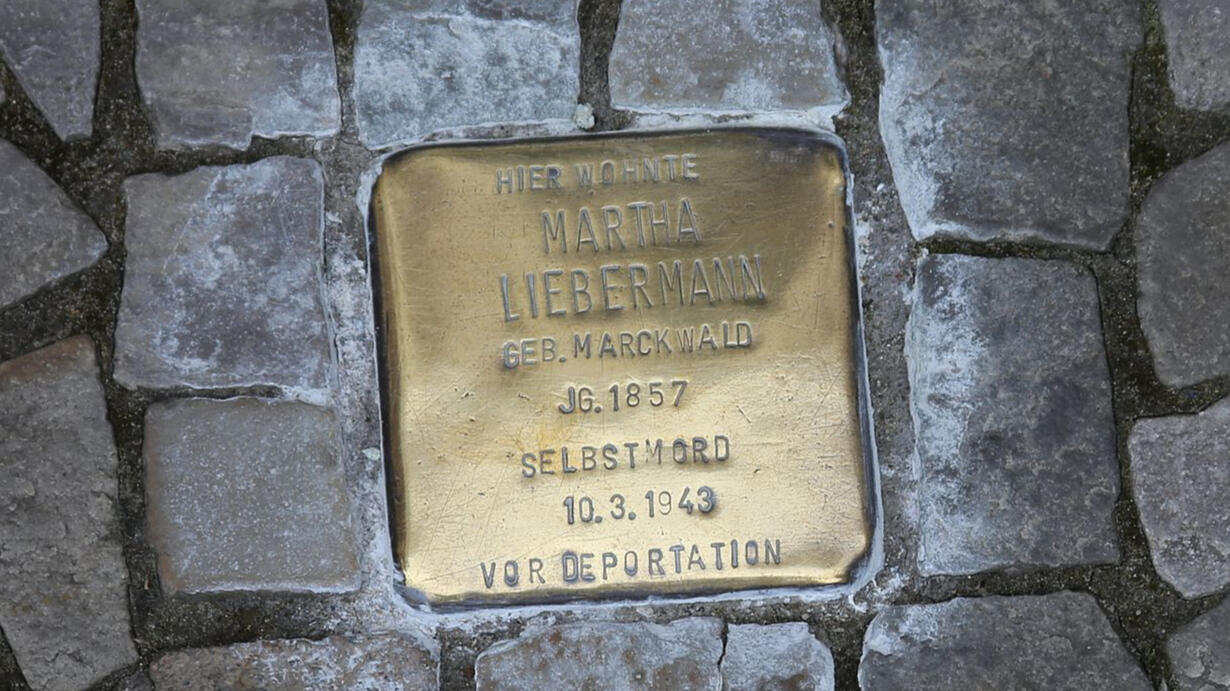 HIER WOHNTE
MARTHA
LIEBERMANN
GEB. MARCKWALD
JG. 1857
SELBSTMORD
10.3.1943
VOR DEPORTATION